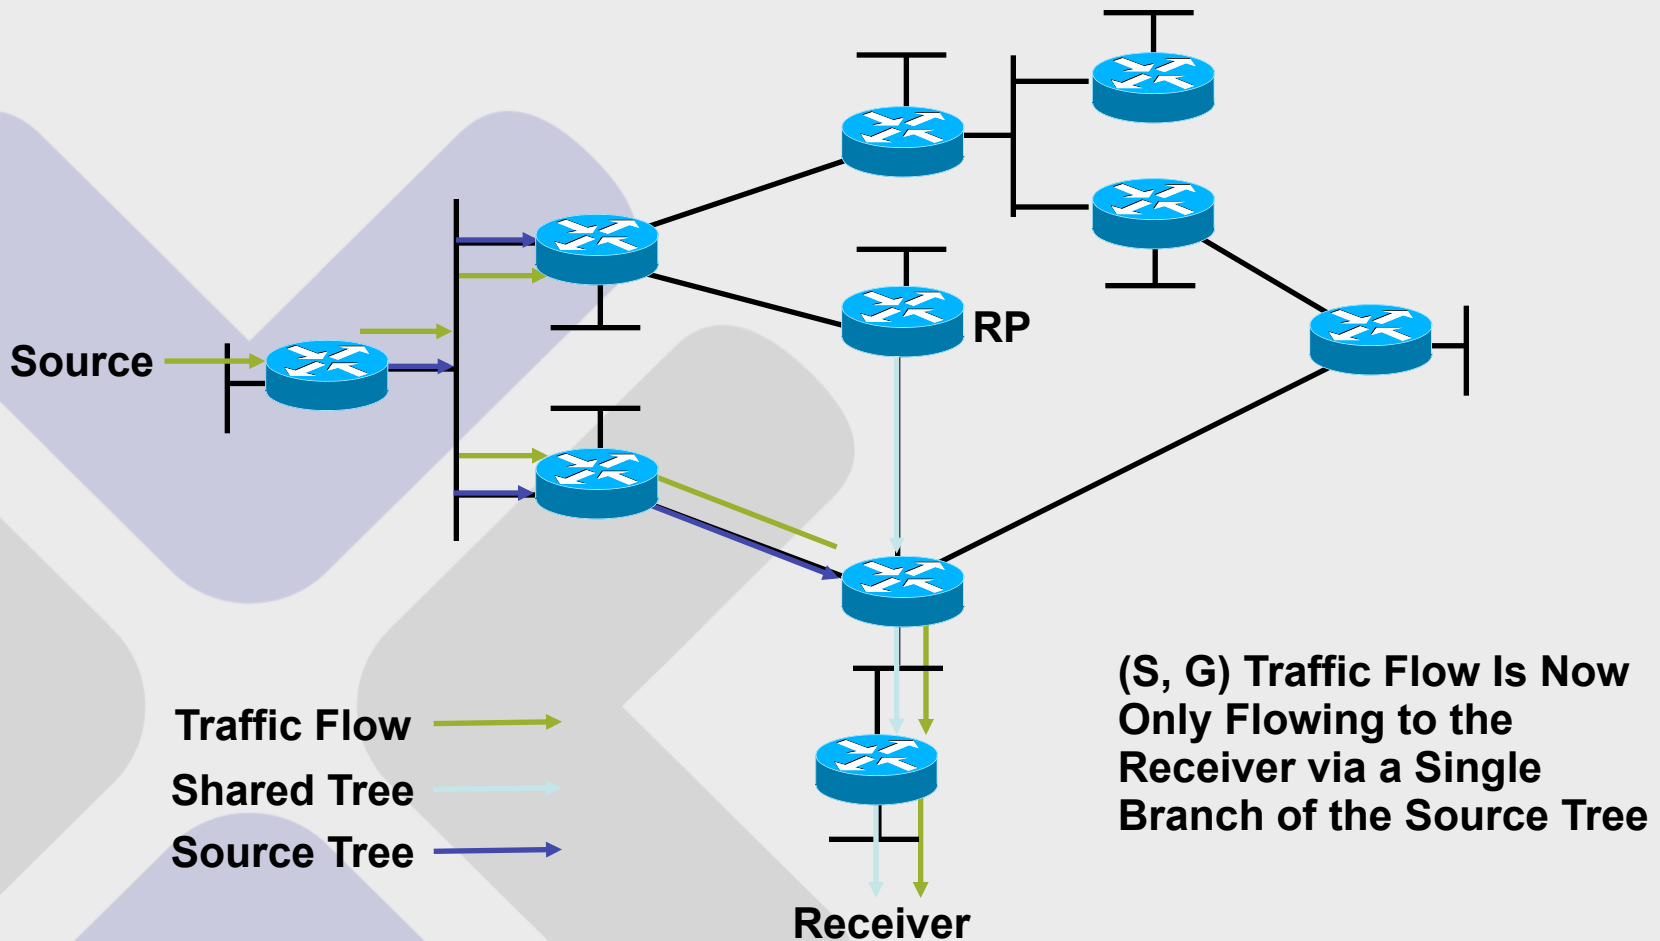 RP
Source
(S, G) Traffic Flow Is Now
Only Flowing to the
Receiver via a Single
Branch of the Source Tree
Traffic Flow
Shared Tree
Source Tree
Receiver